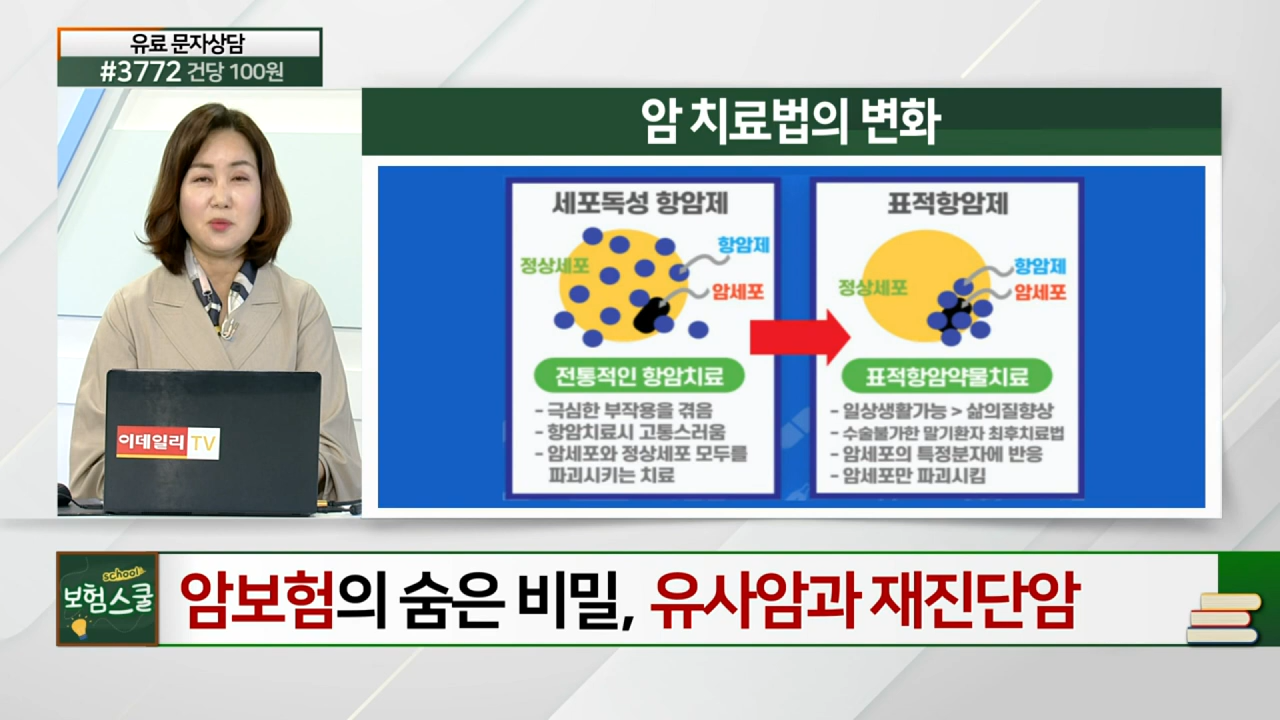 유료 문자상담
#3772 건당 100원
암 치료법의 변화
세포독성 항암제
항암제
정상세포
암세포
전통적인 항암치료
- 극심한 부작용을 겪음
- 항암치료시 고통스러움
- 암세포와 정상세포 모두를
파괴시키는 치료
표적항암제
항암제
정상세포
암세포
표적항암약물치료
- 일상생활가능 > 삶의질향상
- 수술불가한 말기환자 최후치료법
- 암세포의 특정분자에 반응
- 암세포만 파괴시킴
이데일리 TV
school
보험스쿨
암보험의 숨은 비밀, 유사암과 재진단암